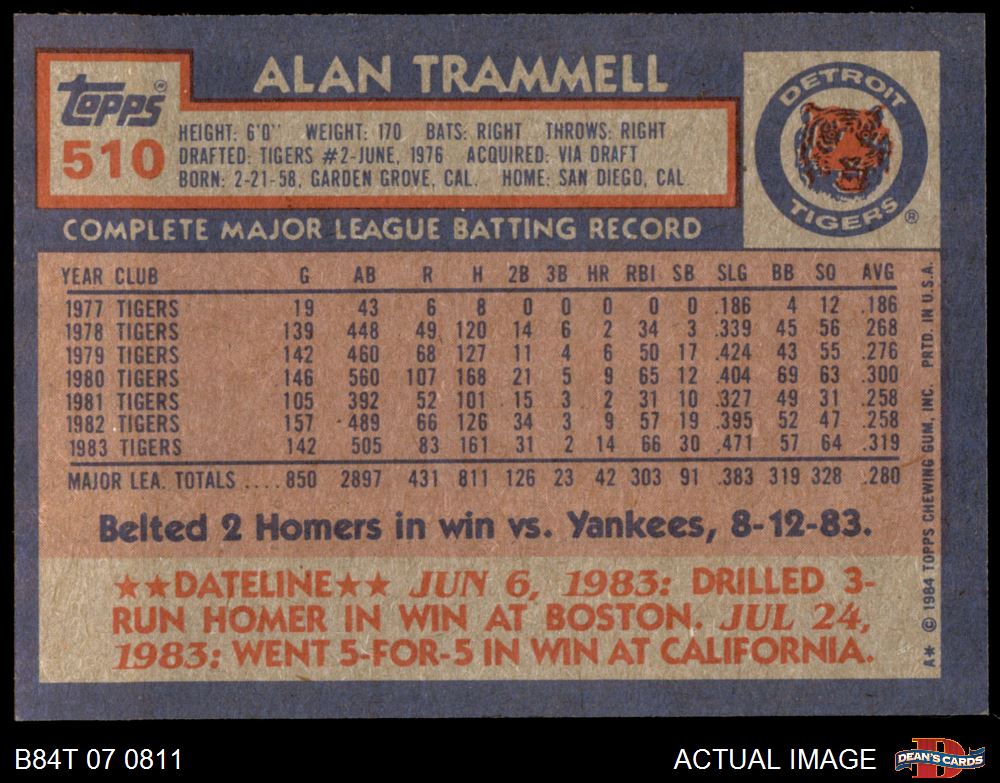 ALAN TRAMMELL
Topps®
510
HEIGHT: 6'0" WEIGHT: 170 BATS: RIGHT THROWS: RIGHT
DRAFTED: TIGERS #2-JUNE, 1976 ACQUIRED: VIA DRAFT
BORN: 2-21-58, GARDEN GROVE, CAL. HOME: SAN DIEGO, CAL
DETROIT
TIGERS®
COMPLETE MAJOR LEAGUE BATTING RECORD
YEAR CLUB G AB R H 2B 3B HR RBI SB SLG BB SO AVG
1977 TIGERS 19 43 6 8 0 0 0 0 0 .186 4 12 .186
1978 TIGERS 139 448 49 120 14 6 2 34 3 .339 45 56 .268
1979 TIGERS 142 460 68 127 11 4 6 50 17 .424 43 55 .276
1980 TIGERS 146 560 107 168 21 5 9 65 12 .404 69 63 .300
1981 TIGERS 105 392 52 101 15 3 2 31 10 .327 49 31 .258
1982 TIGERS 157 489 66 126 34 3 9 57 19 .395 52 47 .258
1983 TIGERS 142 505 83 161 31 2 14 66 30 .471 57 64 .319
MAJOR LEA. TOTALS .... 850 2897 431 811 126 23 42 303 91 .383 319 328 .280
Belted 2 Homers in win vs. Yankees, 8-12-83.
★★DATELINE★★ JUN 6, 1983: DRILLED 3-
RUN HOMER IN WIN AT BOSTON. JUL 24,
1983: WENT 5-FOR-5 IN WIN AT CALIFORNIA.
A* © 1984 TOPPS CHEWING GUM, INC. PRTD. IN U.S.A.
B84T 07 0811
ACTUAL IMAGE
D
DEAN'S CARDS